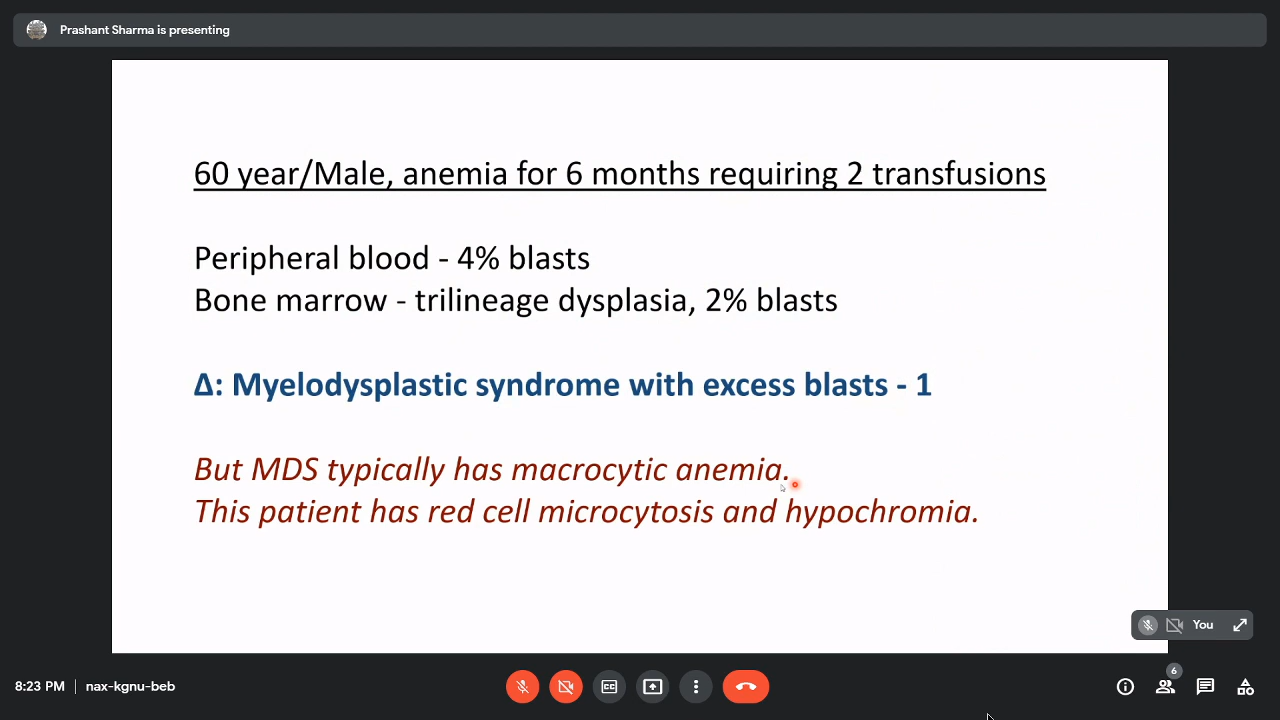 Prashant Sharma is presenting
60 year/Male, anemia for 6 months requiring 2 transfusions
Peripheral blood - 4% blasts
Bone marrow - trilineage dysplasia, 2% blasts
Δ: Myelodysplastic syndrome with excess blasts - 1
But MDS typically has macrocytic anemia.
This patient has red cell microcytosis and hypochromia.
You
8:23 PM | nax-kgnu-beb
6